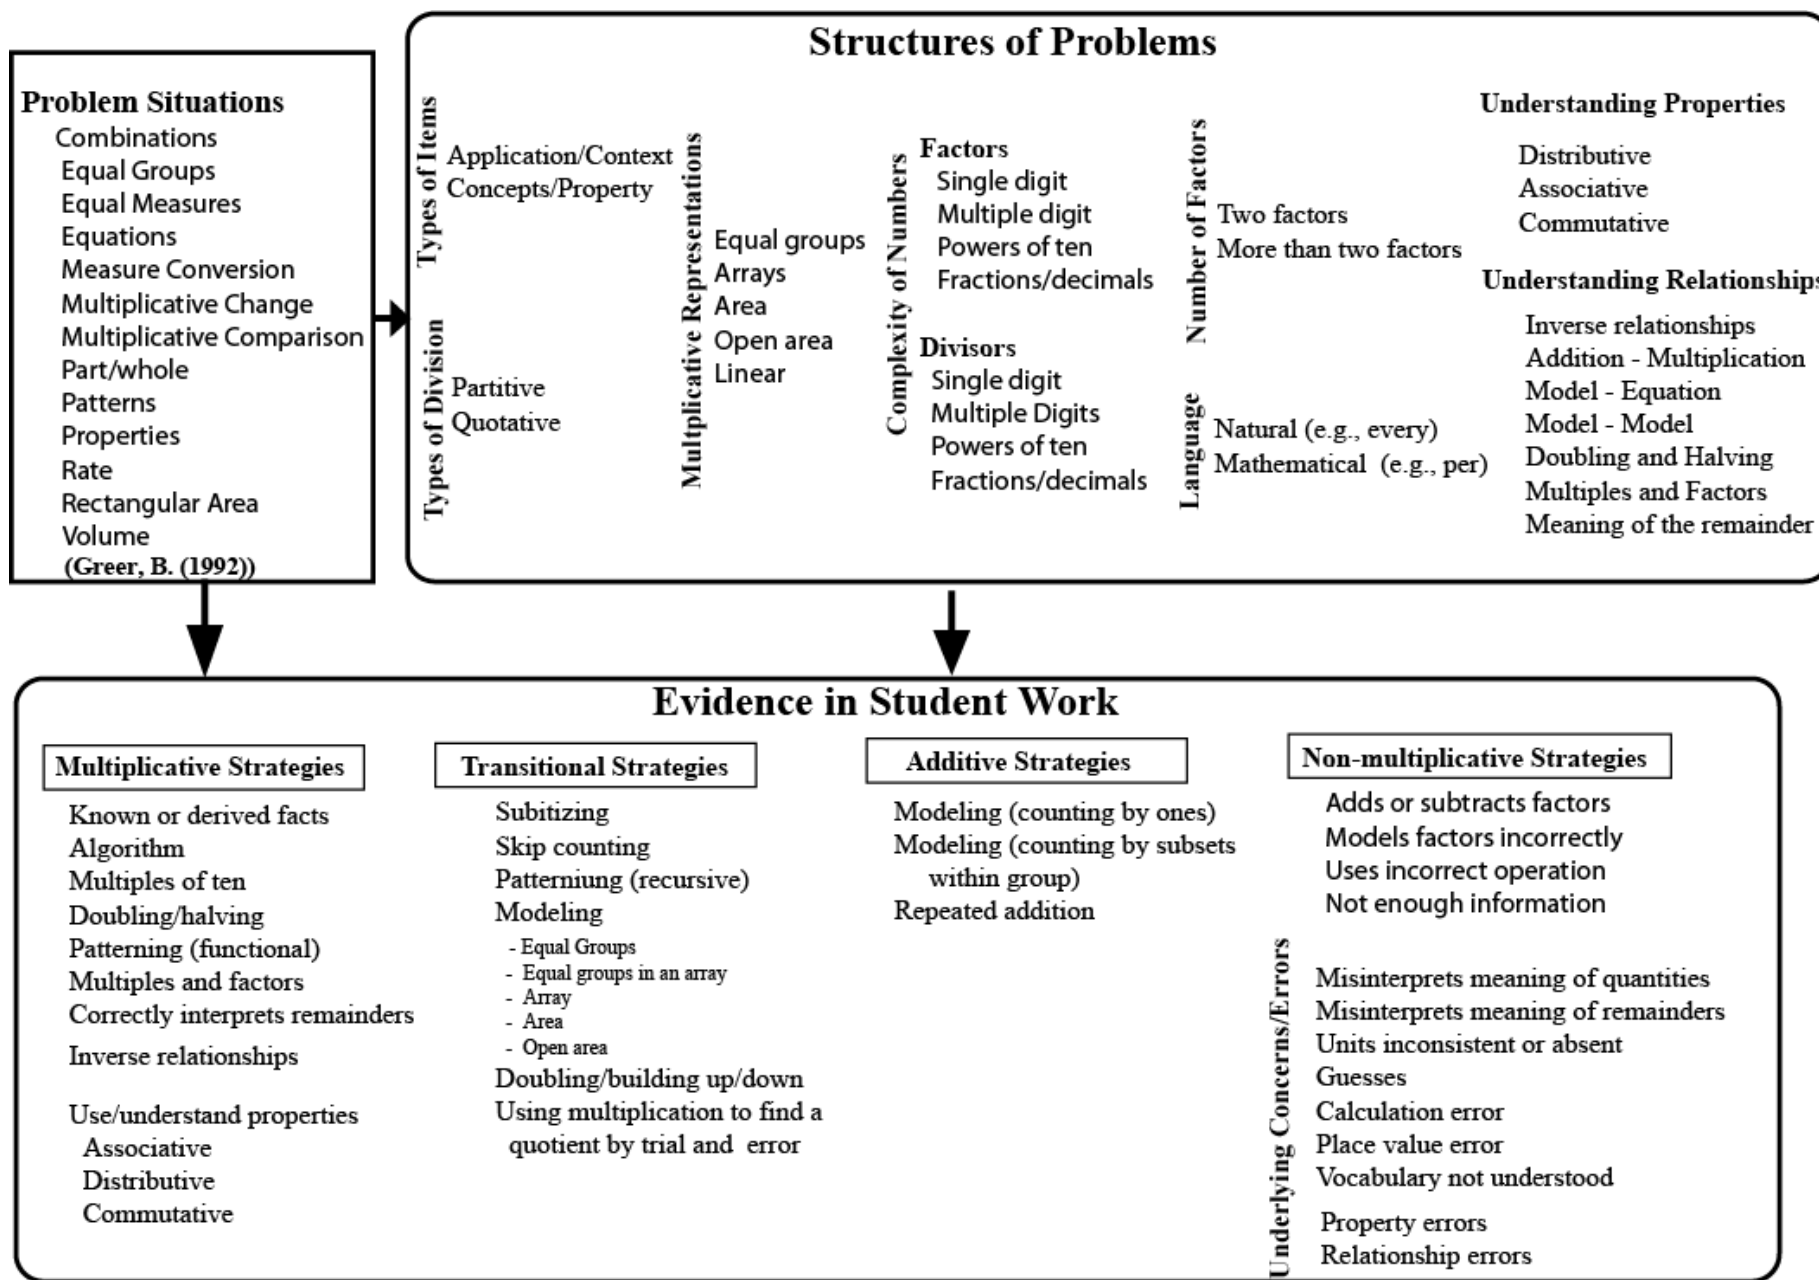 Structures of Problems
Problem Situations
Combinations
Equal Groups
Equal Measures
Equations
Measure Conversion
Multiplicative Change
Multiplicative Comparison
Part/whole
Patterns
Properties
Rate
Rectangular Area
Volume
(Greer, B. (1992))
Types of Items
Application/Context
Concepts/Property
Types of Division
Partitive
Quotative
Multiplicative Representations
Equal groups
Arrays
Area
Open area
Linear
Complexity of Numbers
Factors
Single digit
Multiple digit
Powers of ten
Fractions/decimals
Divisors
Single digit
Multiple Digits
Powers of ten
Fractions/decimals
Number of Factors
Two factors
More than two factors
Language
Natural (e.g., every)
Mathematical (e.g., per)
Understanding Properties
Distributive
Associative
Commutative
Understanding Relationships
Inverse relationships
Addition - Multiplication
Model - Equation
Model - Model
Doubling and Halving
Multiples and Factors
Meaning of the remainder
Evidence in Student Work
Multiplicative Strategies
Known or derived facts
Algorithm
Multiples of ten
Doubling/halving
Patterning (functional)
Multiples and factors
Correctly interprets remainders
Inverse relationships
Use/understand properties
Associative
Distributive
Commutative
Transitional Strategies
Subitizing
Skip counting
Patterniung (recursive)
Modeling
- Equal Groups
- Equal groups in an array
- Array
- Area
- Open area
Doubling/building up/down
Using multiplication to find a
quotient by trial and error
Additive Strategies
Modeling (counting by ones)
Modeling (counting by subsets
within group)
Repeated addition
Non-multiplicative Strategies
Adds or subtracts factors
Models factors incorrectly
Uses incorrect operation
Not enough information
Underlying Concerns/Errors
Misinterprets meaning of quantities
Misinterprets meaning of remainders
Units inconsistent or absent
Guesses
Calculation error
Place value error
Vocabulary not understood
Property errors
Relationship errors